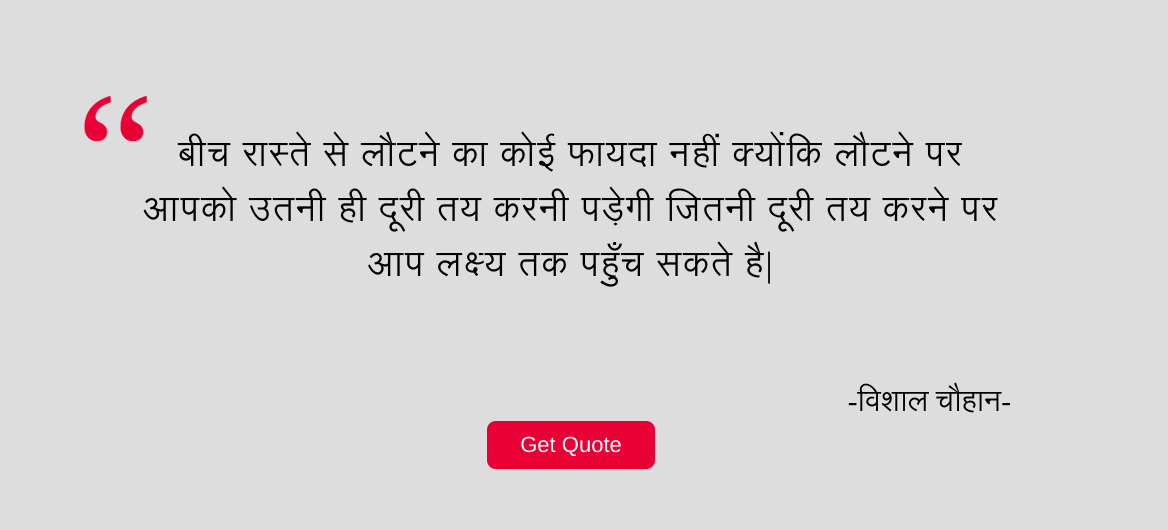 “ बीच रास्ते से लौटने का कोई फायदा नहीं क्योंकि लौटने पर
आपको उतनी ही दूरी तय करनी पड़ेगी जितनी दूरी तय करने पर
आप लक्ष्य तक पहुँच सकते है|
-विशाल चौहान-
Get Quote